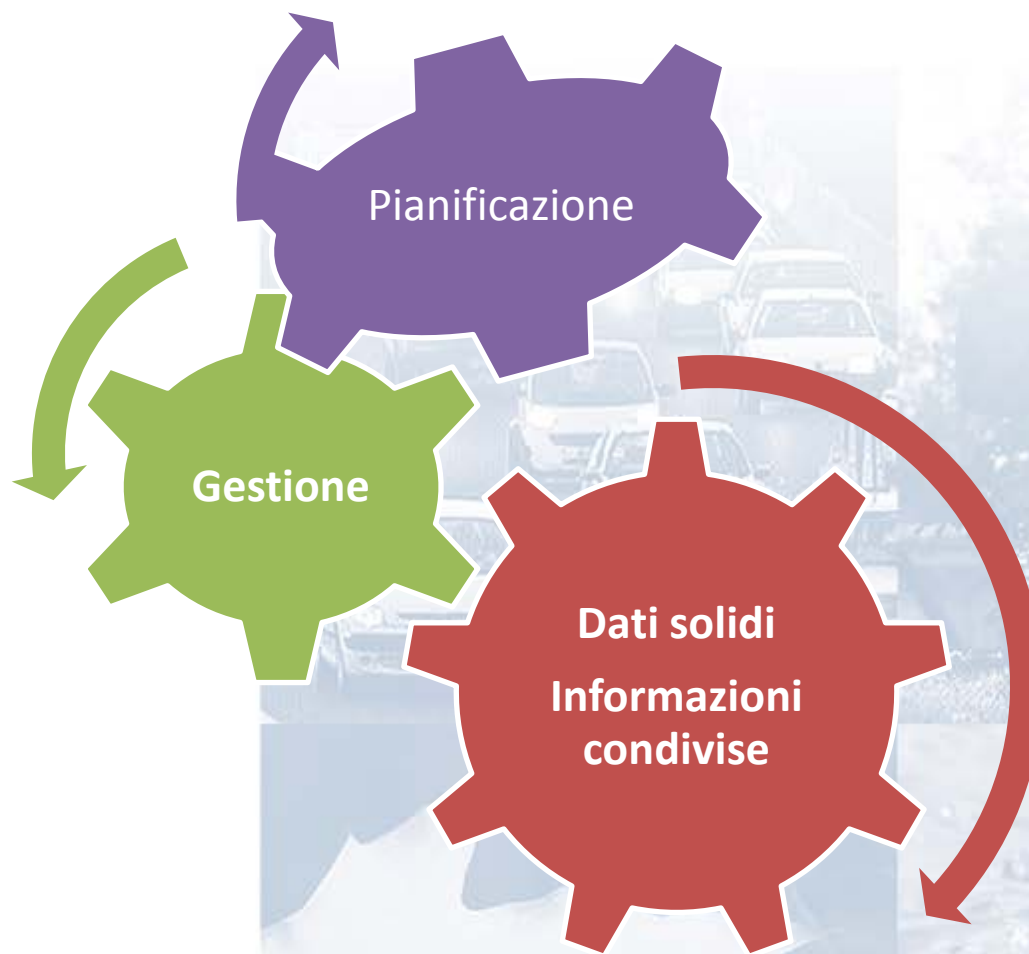 Pianificazione
Gestione
Dati solidi
Informazioni
condivise